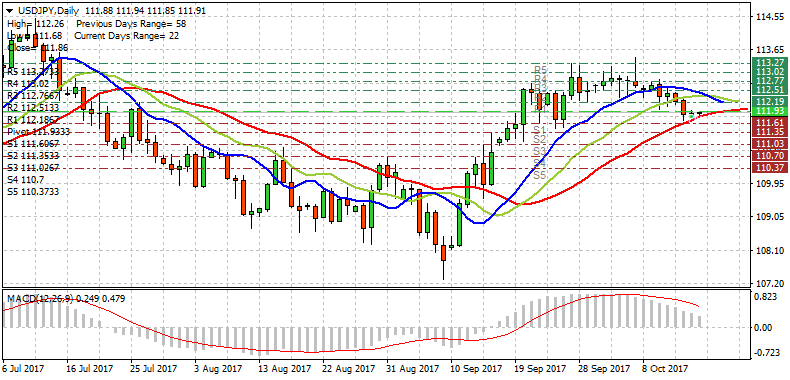 USDJPY,Daily 111.88 111.94 111.85 111.91
High= 112.26 Previous Days Range= 58
Low= 111.68 Current Days Range= 22
Close= 111.86
R4 113.02
R3 112.7667
R2 112.5133
R1 112.1867
Pivot 111.9333
S1 111.6067
S2 111.3533
S3 111.0267
S4 110.7
S5 110.3733
R5
S1
S2
S3
S4
S5
114.55
113.65
113.27
113.02
112.77
112.51
112.19
111.93
111.61
111.35
111.03
110.70
110.37
109.95
109.05
108.10
107.20
MACD(12,26,9) 0.249 0.479
0.823
0.00
-0.723
6 Jul 2017 16 Jul 2017 25 Jul 2017 3 Aug 2017 13 Aug 2017 22 Aug 2017 31 Aug 2017 10 Sep 2017 19 Sep 2017 28 Sep 2017 8 Oct 2017